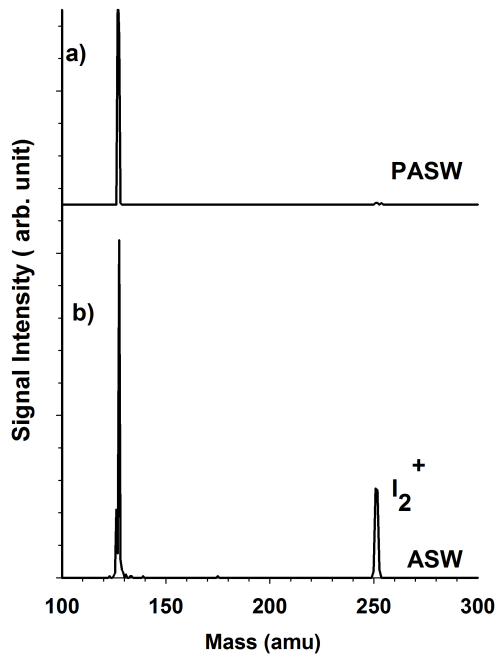 a)
PASW
Signal Intensity ( arb. unit)
b)
I2+
ASW
100 150 200 250 300
Mass (amu)